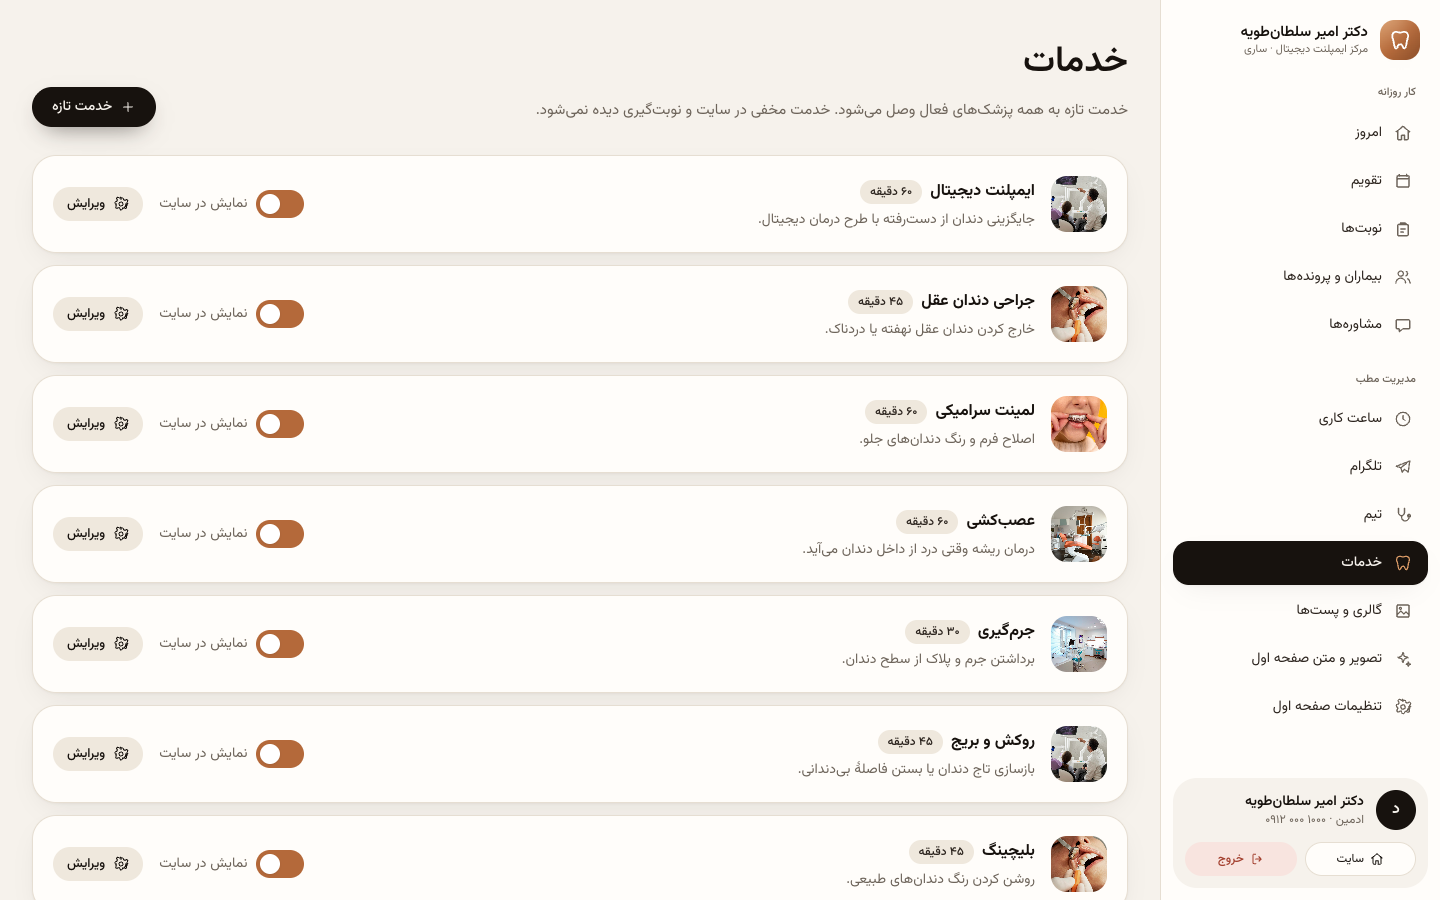 دکتر امیر سلطان‌طویه
مرکز ایمپلنت دیجیتال · ساری
کار روزانه
امروز
تقویم
نوبت‌ها
بیماران و پرونده‌ها
مشاوره‌ها
مدیریت مطب
ساعت کاری
تلگرام
تیم
خدمات
گالری و پست‌ها
تصویر و متن صفحه اول
تنظیمات صفحه اول
د
دکتر امیر سلطان‌طویه
ادمین · ۰۹۱۲ ۰۰۰ ۱۰۰۰
سایت
خروج
خدمات
خدمت تازه به همه پزشک‌های فعال وصل می‌شود. خدمت مخفی در سایت و نوبت‌گیری دیده نمی‌شود.
خدمت تازه
ایمپلنت دیجیتال ۶۰ دقیقه
جایگزینی دندان از دست‌رفته با طرح درمان دیجیتال.
نمایش در سایت
ویرایش
جراحی دندان عقل ۴۵ دقیقه
خارج کردن دندان عقل نهفته یا دردناک.
نمایش در سایت
ویرایش
لمینت سرامیکی ۶۰ دقیقه
اصلاح فرم و رنگ دندان‌های جلو.
نمایش در سایت
ویرایش
عصب‌کشی ۶۰ دقیقه
درمان ریشه وقتی درد از داخل دندان می‌آید.
نمایش در سایت
ویرایش
جرم‌گیری ۳۰ دقیقه
برداشتن جرم و پلاک از سطح دندان.
نمایش در سایت
ویرایش
روکش و بریج ۴۵ دقیقه
بازسازی تاج دندان یا بستن فاصلهٔ بی‌دندانی.
نمایش در سایت
ویرایش
بلیچینگ ۴۵ دقیقه
روشن کردن رنگ دندان‌های طبیعی.
نمایش در سایت
ویرایش